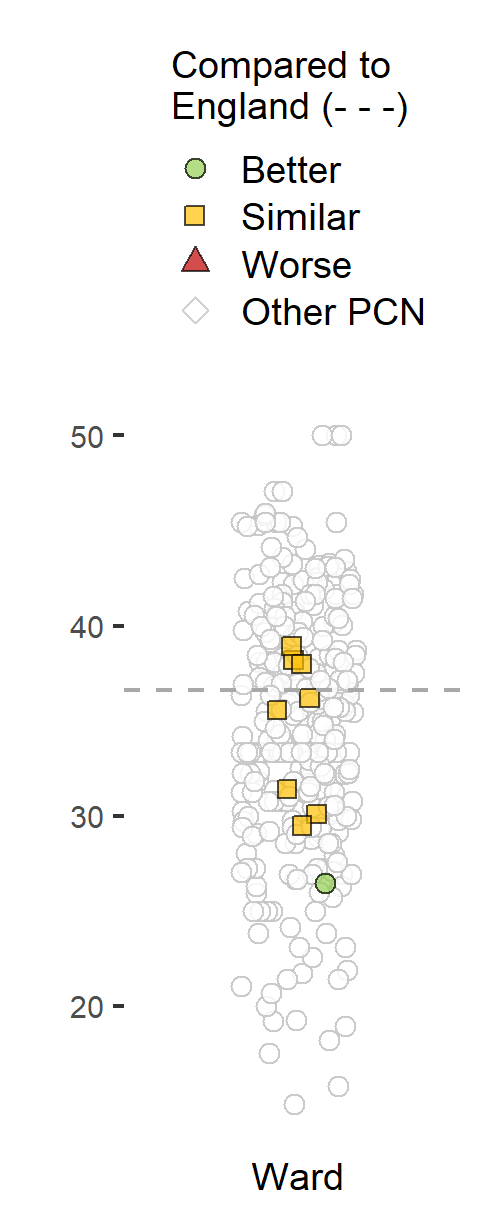 Compared to
England (- - -)
Better
Similar
Worse
Other PCN
50
40
30
20
Ward